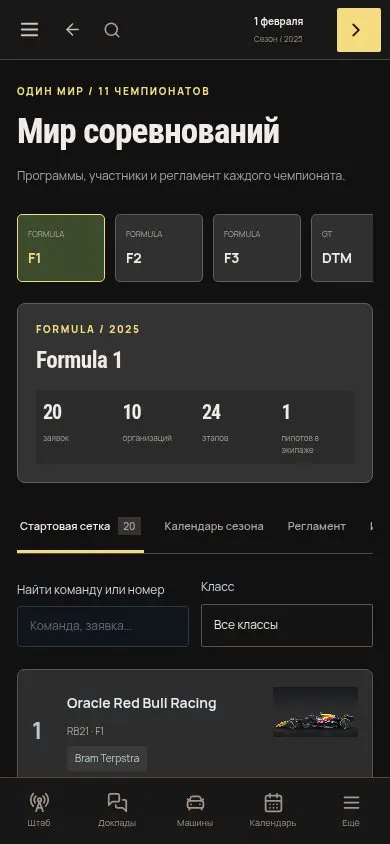 1 февраля
Сезон / 2025
ОДИН МИР / 11 ЧЕМПИОНАТОВ
Мир соревнований
Программы, участники и регламент каждого чемпионата.
FORMULA
F1
FORMULA
F2
FORMULA
F3
GT
DTM
FORMULA / 2025
Formula 1
20
заявок
10
организаций
24
этапов
1
пилотов в
экипаже
Стартовая сетка 20 Календарь сезона Регламент
Найти команду или номер
Команда, заявка...
Класс
Все классы
1
Oracle Red Bull Racing
RB21 · F1
Bram Terpstra
Штаб Доклады Машины Календарь Ещё